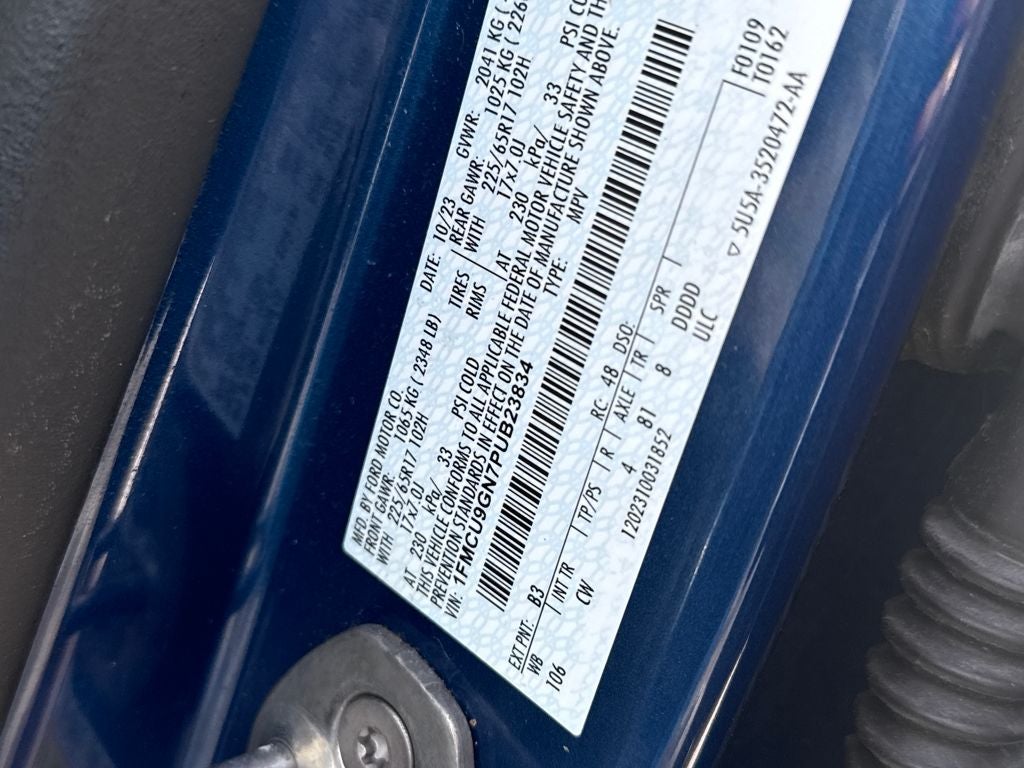 MFD. BY FORD MOTOR CO. DATE: 10/23 GVWR: 2041 KG (
FRONT GAWR: 1065 KG ( 2348 LB) REAR GAWR: 1025 KG ( 226
WITH 225/65R17 102H TIRES WITH 225/65R17 102H
17x7.0J RIMS 17x7.0J
AT 230 kPa/ 33 PSI COLD AT 230 kPa/ 33 PSI CO
THIS VEHICLE CONFORMS TO ALL APPLICABLE FEDERAL MOTOR VEHICLE SAFETY AND TH
PREVENTION STANDARDS IN EFFECT ON THE DATE OF MANUFACTURE SHOWN ABOVE.
VIN: 1FMCU9GN7PUB23834 TYPE: MPV
F0109
T0162
EXT PNT: B3 RC: 48 DSO:
WB INT TR TP/PS R AXLE TR SPR
106 CW 4 81 8 DDDD
120231003185​2 ULC ▽ 5U5A-3520472-AA